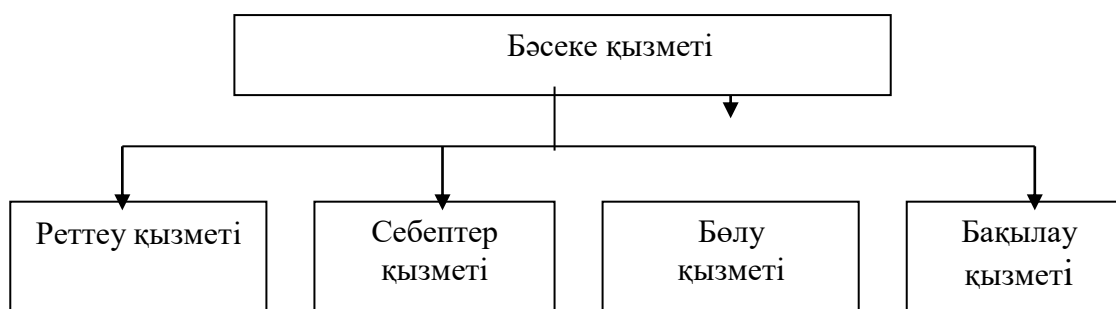 Бәсеке қызметі
Реттеу қызметі
Себептер
қызметі
Бөлу
қызметі
Бақылау
қызметі